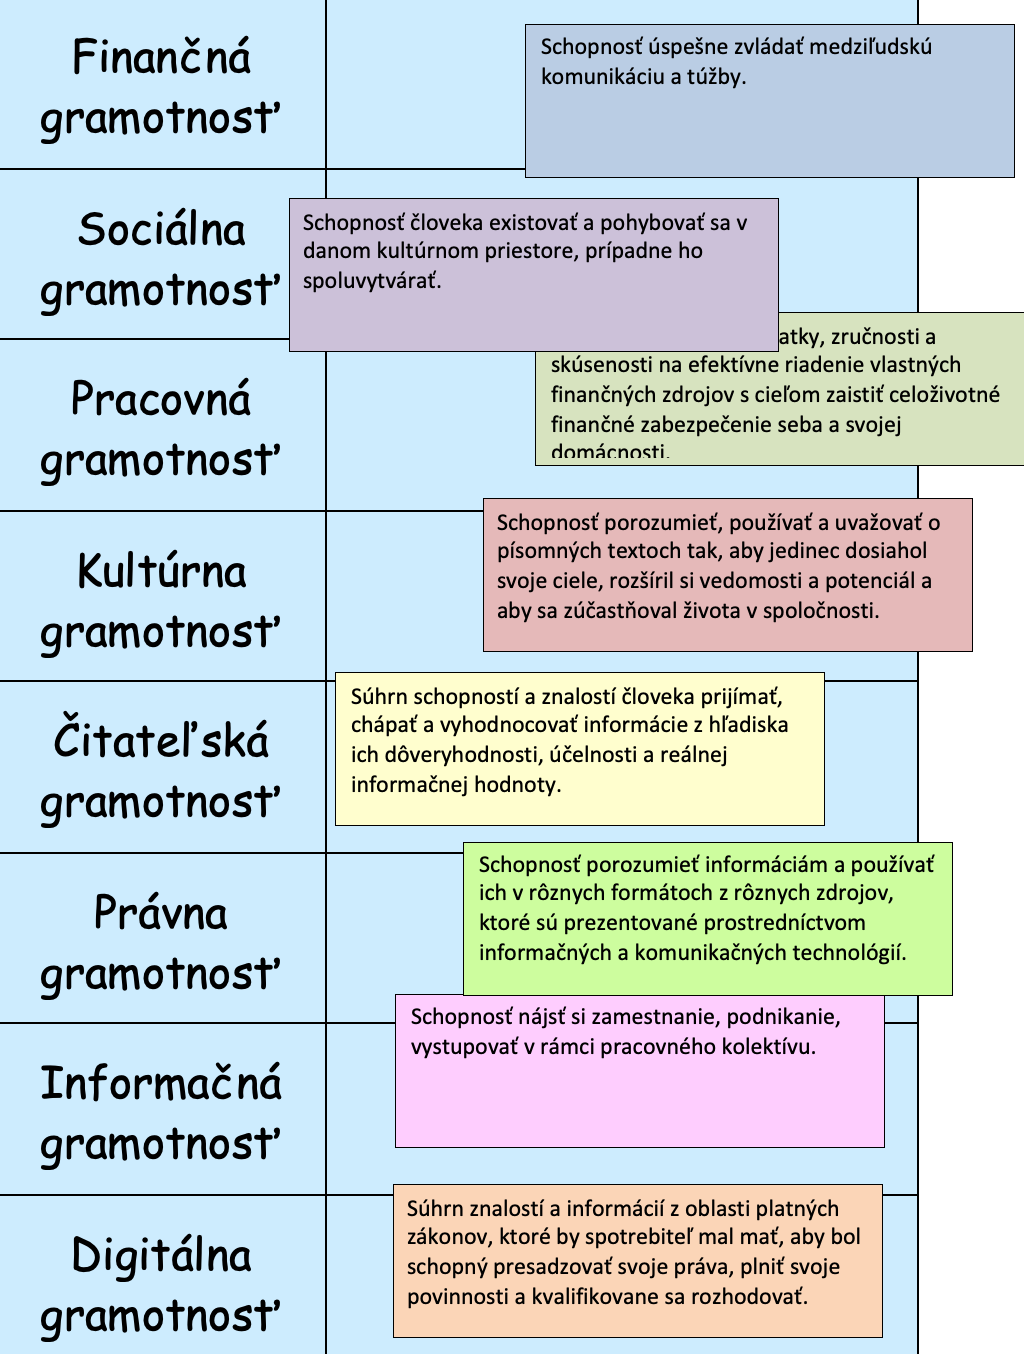 Finančná
gramotnosť
Schopnosť úspešne zvládať medziľudskú
komunikáciu a túžby.
Sociálna
gramotnosť
Schopnosť človeka existovať a pohybovať sa v
danom kultúrnom priestore, prípadne ho
spoluvytvárať.
Pracovná
gramotnosť
atky, zručnosti a
skúsenosti na efektívne riadenie vlastných
finančných zdrojov s cieľom zaistiť celoživotné
finančné zabezpečenie seba a svojej
domácnosti.
Kultúrna
gramotnosť
Schopnosť porozumieť, používať a uvažovať o
písomných textoch tak, aby jedinec dosiahol
svoje ciele, rozšíril si vedomosti a potenciál a
aby sa zúčastňoval života v spoločnosti.
Čitateľská
gramotnosť
Súhrn schopností a znalostí človeka prijímať,
chápať a vyhodnocovať informácie z hľadiska
ich dôveryhodnosti, účelnosti a reálnej
informačnej hodnoty.
Právna
gramotnosť
Schopnosť porozumieť informáciám a používať
ich v rôznych formátoch z rôznych zdrojov,
ktoré sú prezentované prostredníctvom
informačných a komunikačných technológií.
Informačná
gramotnosť
Schopnosť nájsť si zamestnanie, podnikanie,
vystupovať v rámci pracovného kolektívu.
Digitálna
gramotnosť
Súhrn znalostí a informácií z oblasti platných
zákonov, ktoré by spotrebiteľ mal mať, aby bol
schopný presadzovať svoje práva, plniť svoje
povinnosti a kvalifikovane sa rozhodovať.